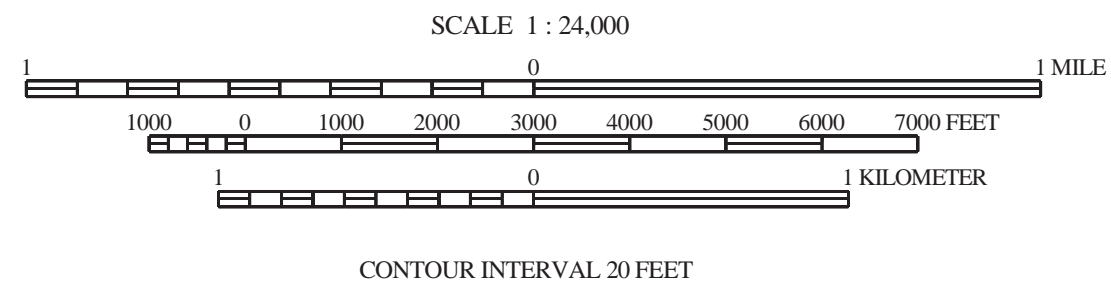 SCALE 1 : 24,000
1 0 1 MILE
1000 0 1000 2000 3000 4000 5000 6000 7000 FEET
1 0 1 KILOMETER
CONTOUR INTERVAL 20 FEET